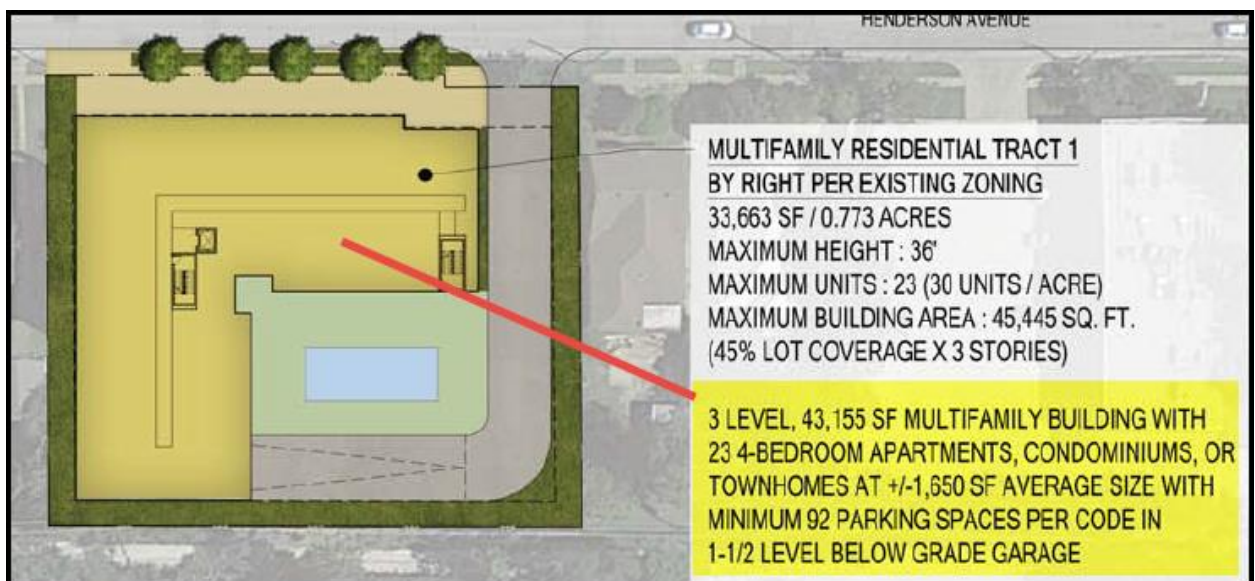 HENDERSON AVENUE
MULTIFAMILY RESIDENTIAL TRACT 1
BY RIGHT PER EXISTING ZONING
33,663 SF / 0.773 ACRES
MAXIMUM HEIGHT : 36'
MAXIMUM UNITS : 23 (30 UNITS / ACRE)
MAXIMUM BUILDING AREA : 45,445 SQ. FT.
(45% LOT COVERAGE X 3 STORIES)
3 LEVEL, 43,155 SF MULTIFAMILY BUILDING WITH
23 4-BEDROOM APARTMENTS, CONDOMINIUMS, OR
TOWNHOMES AT +/-1,650 SF AVERAGE SIZE WITH
MINIMUM 92 PARKING SPACES PER CODE IN
1-1/2 LEVEL BELOW GRADE GARAGE